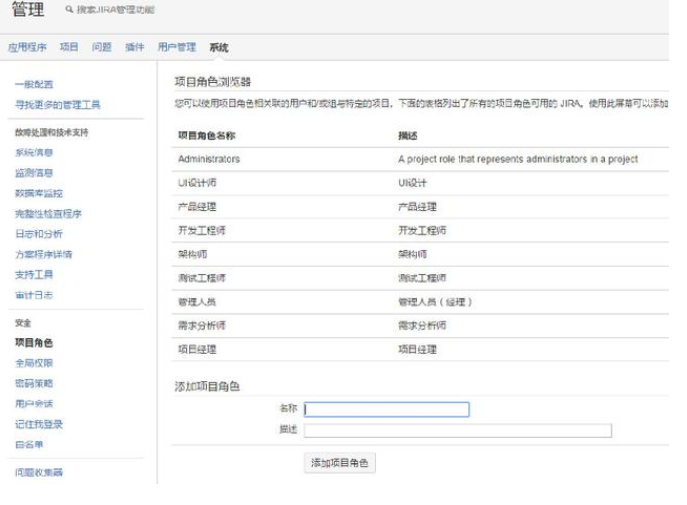 管理 搜索JIRA管理功能
应用程序 项目 问题 插件 用户管理 系统
一般配置
寻找更多的管理工具
故障处理和技术支持
系统信息
监测信息
数据库监控
完整性检查程序
日志和分析
方案程序详情
支持工具
审计日志
安全
项目角色
全局权限
密码策略
用户会话
记住我登录
白名单
问题收集器
项目角色浏览器
您可以使用项目角色相关联的用户和/或组与特定的项目。下面的表格列出了所有的项目角色可用的 JIRA。使用此屏幕可以添加
项目角色名称 描述
Administrators A project role that represents administrators in a project
UI设计师 UI设计
产品经理 产品经理
开发工程师 开发工程师
架构师 架构师
测试工程师 测试工程师
管理人员 管理人员（经理）
需求分析师 需求分析师
项目经理 项目经理
添加项目角色
名称
描述
添加项目角色